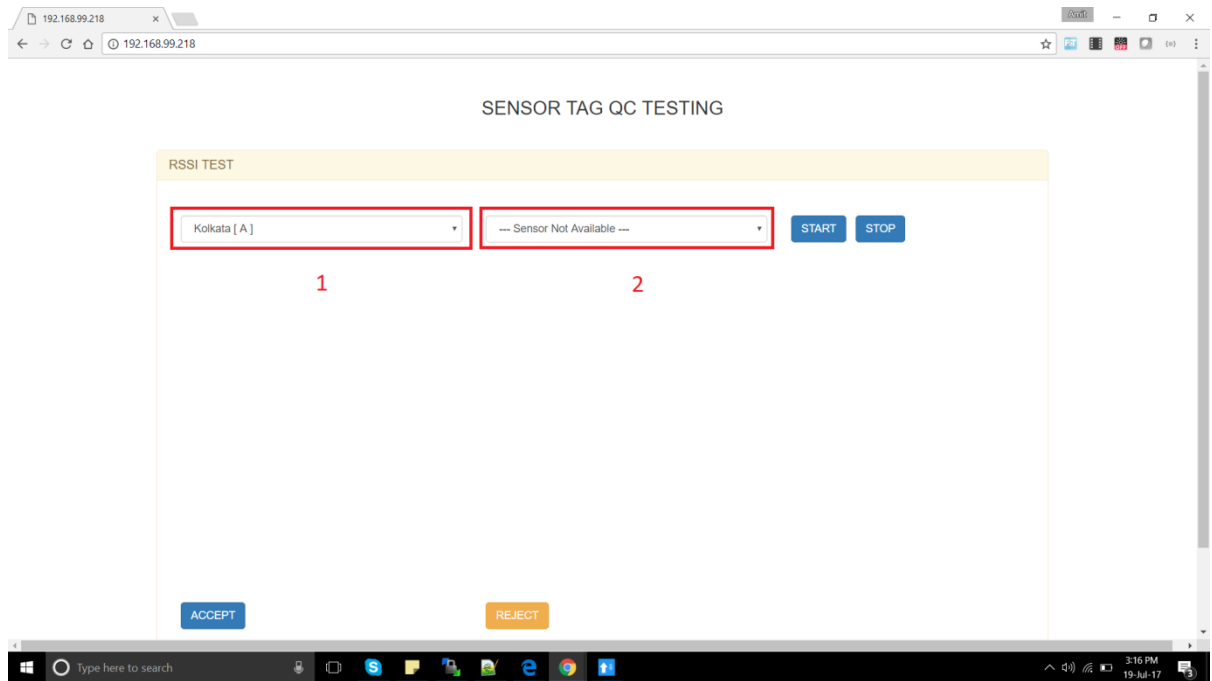 192.168.99.218
Amit
192.168.99.218
SENSOR TAG QC TESTING
RSSI TEST
Kolkata [ A ]
--- Sensor Not Available ---
START
STOP
1
2
ACCEPT
REJECT
Type here to search
3:16 PM
19-Jul-17